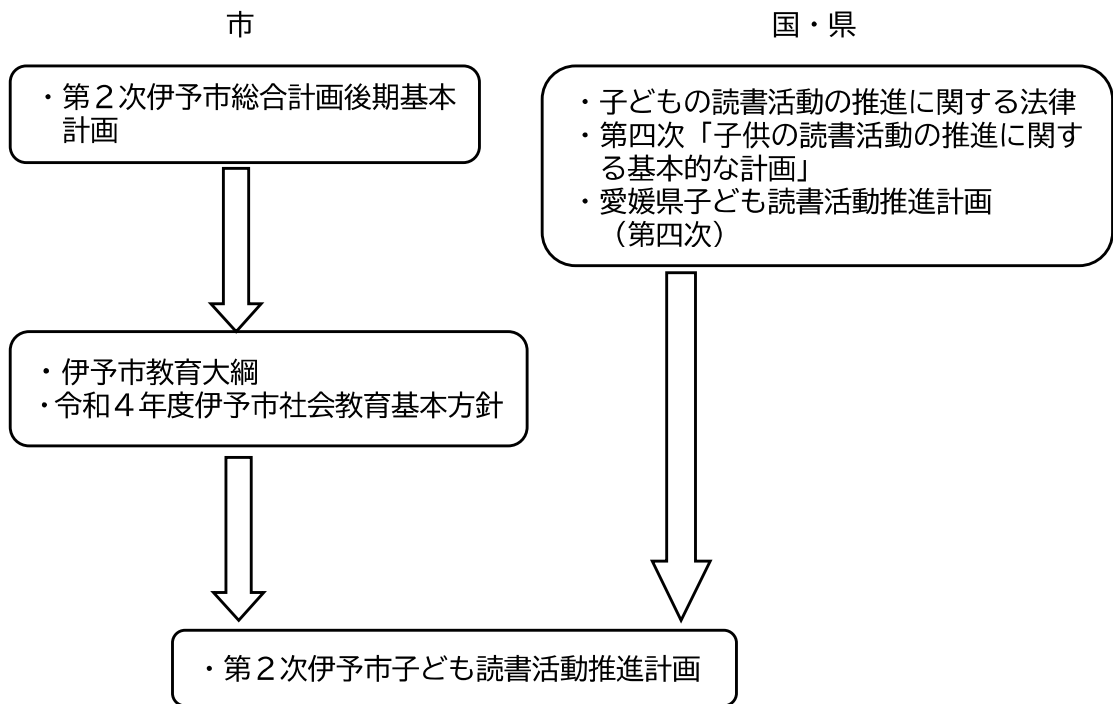 市
・第２次伊予市総合計画後期基本
計画
・伊予市教育大綱
・令和４年度伊予市社会教育基本方針
国・県
・子どもの読書活動の推進に関する法律
・第四次「子供の読書活動の推進に関す
る基本的な計画」
・愛媛県子ども読書活動推進計画
（第四次）
・第２次伊予市子ども読書活動推進計画